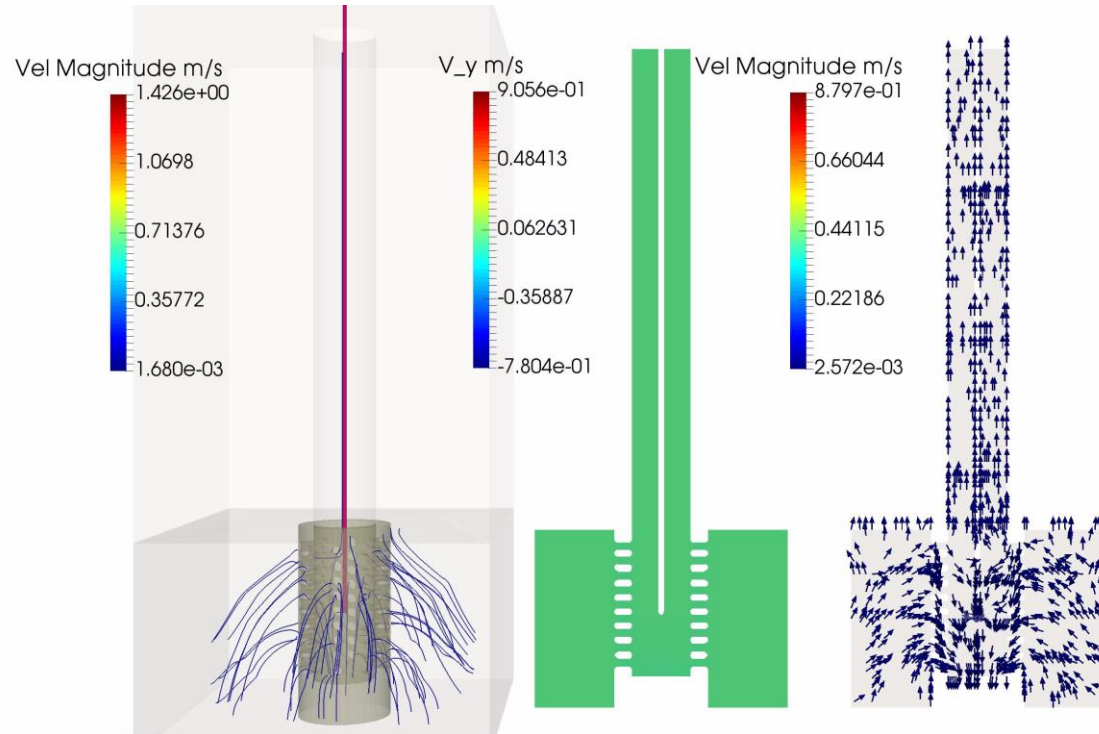 Vel Magnitude m/s
1.426e+00
1.0698
0.71376
0.35772
1.680e-03
V_y m/s
9.056e-01
0.48413
0.062631
-0.35887
-7.804e-01
Vel Magnitude m/s
8.797e-01
0.66044
0.44115
0.22186
2.572e-03